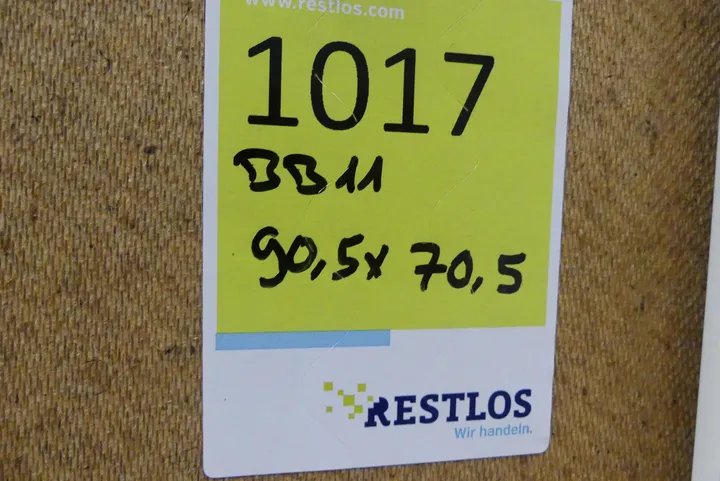 www.restlos.com
1017
BB11
90,5x 70,5
RESTLOS
Wir handeln.